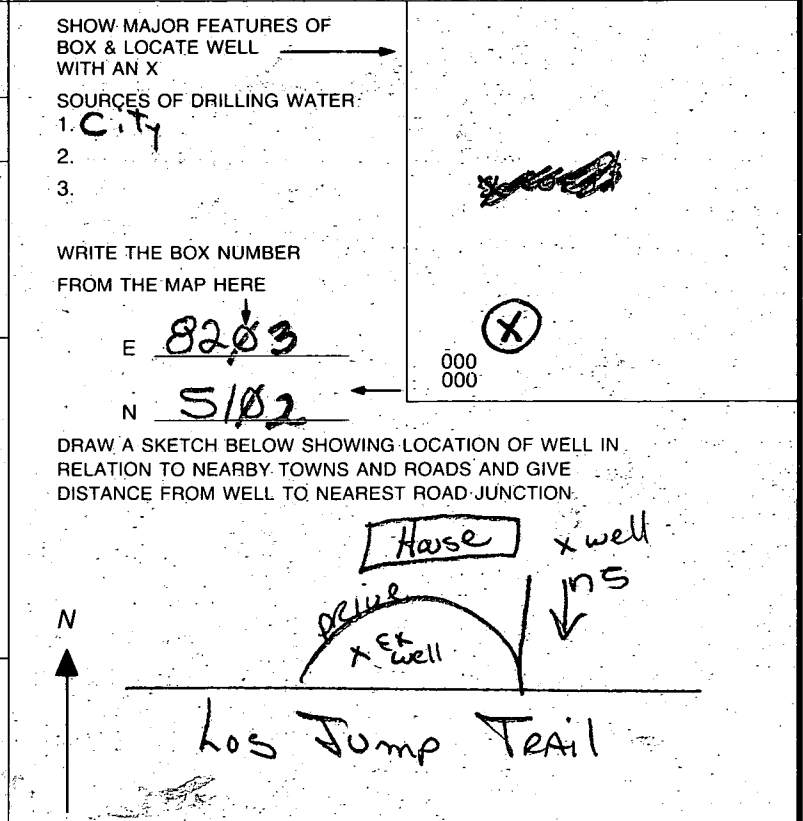 SHOW MAJOR FEATURES OF
BOX & LOCATE WELL
WITH AN X
SOURCES OF DRILLING WATER
1. City
2.
3.
WRITE THE BOX NUMBER
FROM THE MAP HERE
E 8203
N 5102
X
000
000
DRAW A SKETCH BELOW SHOWING LOCATION OF WELL IN
RELATION TO NEARBY TOWNS AND ROADS AND GIVE
DISTANCE FROM WELL TO NEAREST ROAD JUNCTION
House
x well
DRIVE
x Ex well
N
Log Jump Trail